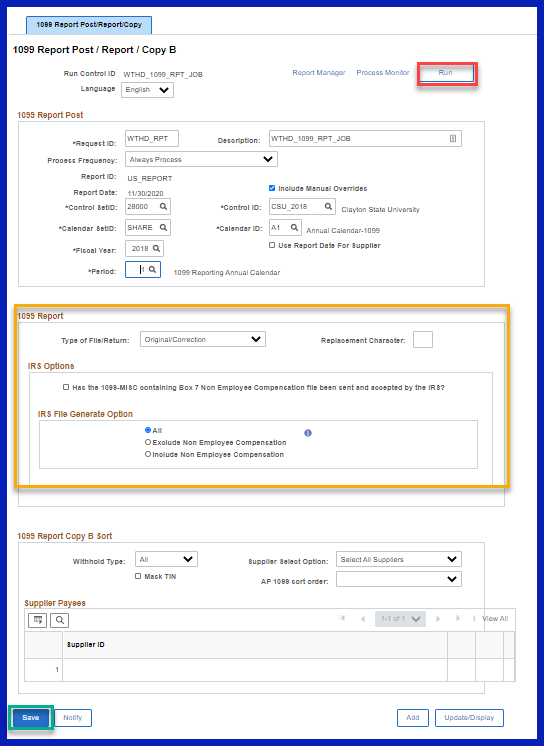 1099 Report Post/Report/Copy
1099 Report Post / Report / Copy B
Run Control ID WTHD_1099_RPT_JOB Report Manager Process Monitor Run
Language English
1099 Report Post
*Request ID: WTHD_RPT Description: WTHD_1099_RPT_JOB
Process Frequency: Always Process
Report ID: US_REPORT
Report Date: 11/30/2020 Include Manual Overrides
*Control SetID: 28000 *Control ID: CSU_2018 Clayton State University
*Calendar SetID: SHARE *Calendar ID: A1 Annual Calendar-1099
*Fiscal Year: 2018 Use Report Date For Supplier
*Period: 1 1099 Reporting Annual Calendar
1099 Report
Type of File/Return: Original/Correction Replacement Character:
IRS Options
Has the 1099-MISC containing Box 7 Non Employee Compensation file been sent and accepted by the IRS?
IRS File Generate Option
All
Exclude Non Employee Compensation
Include Non Employee Compensation
1099 Report Copy B Sort
Withhold Type: All Supplier Select Option: Select All Suppliers
Mask TIN AP 1099 sort order:
Supplier Payees
1-1 of 1 | View All
Supplier ID
1
Save Notify Add Update/Display